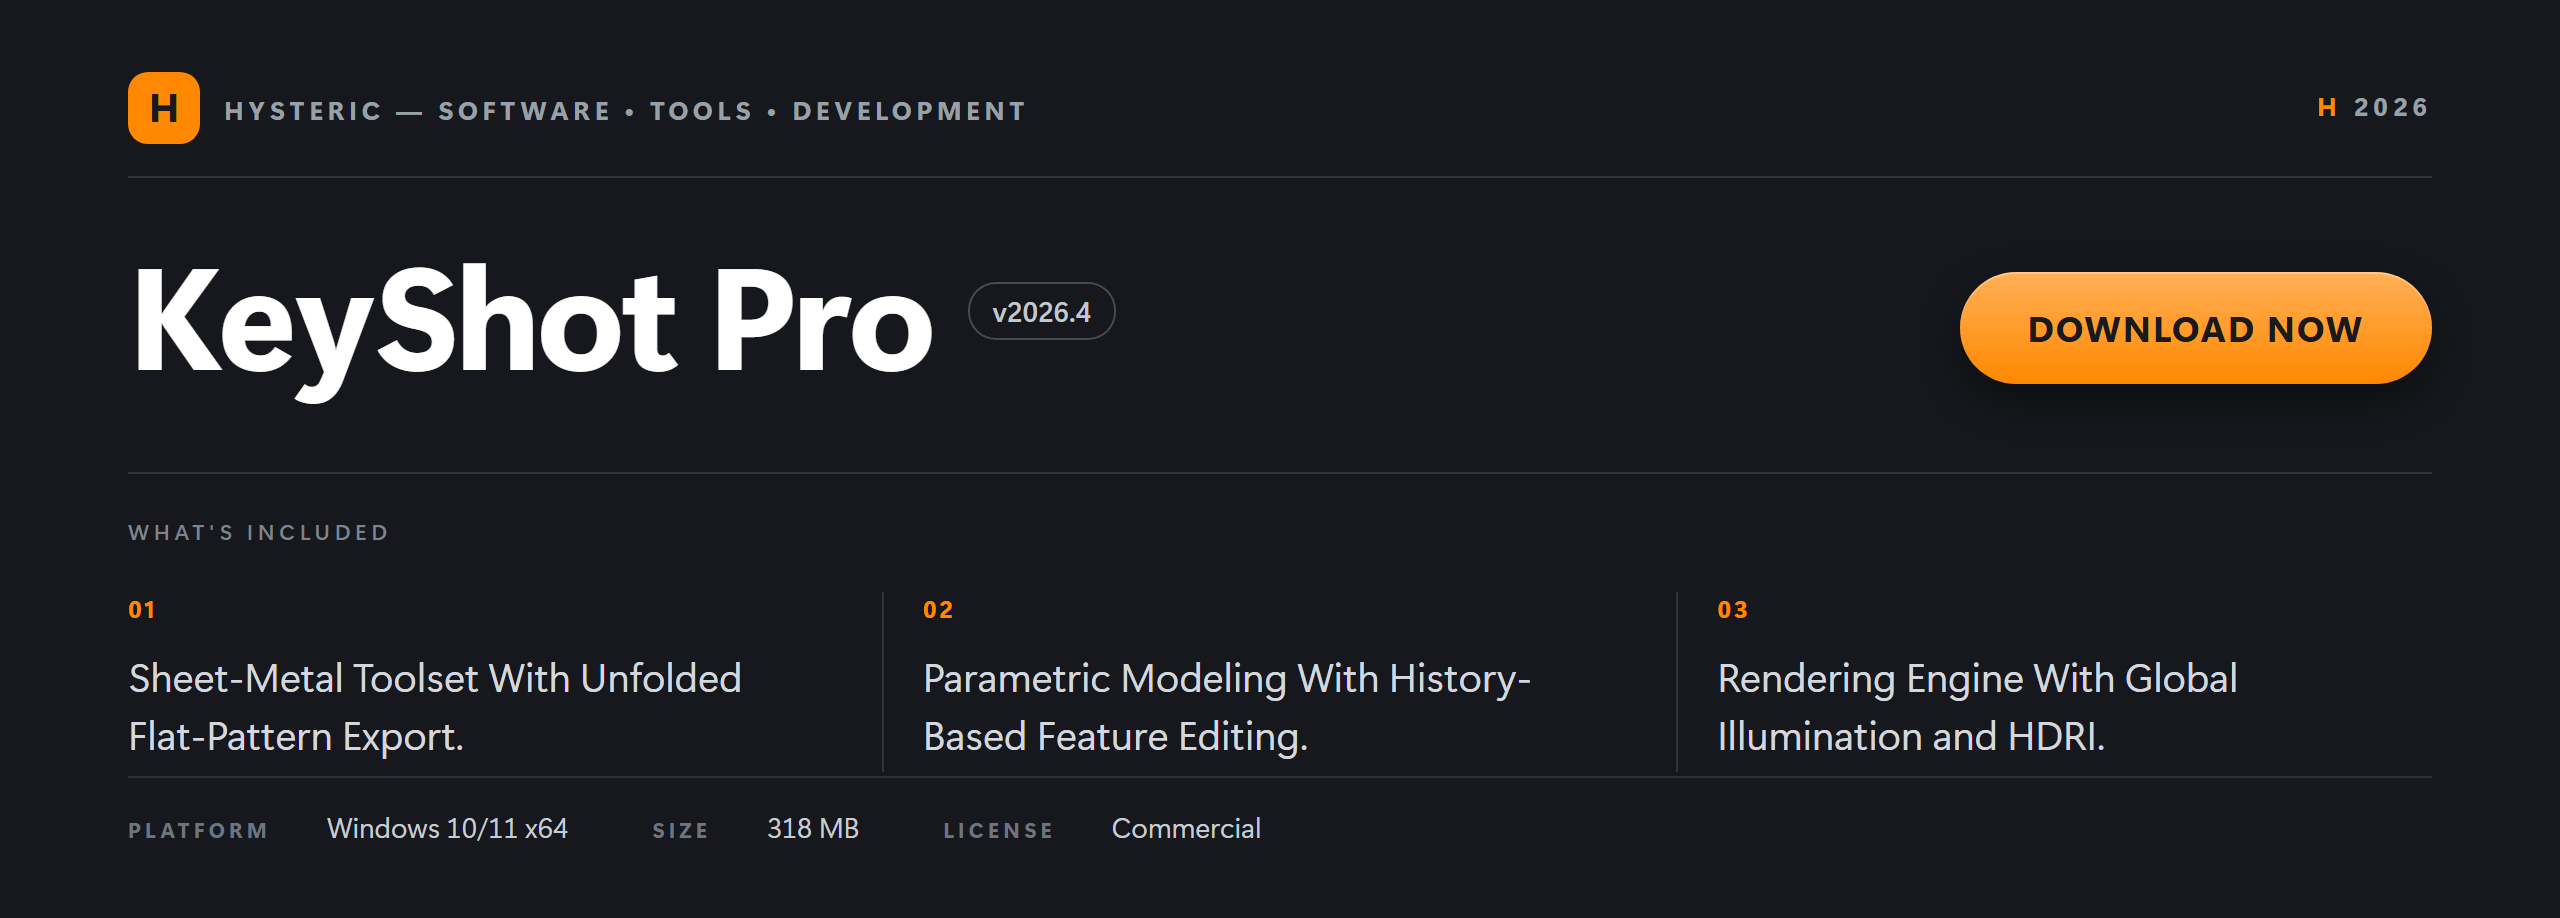 H
HYSTERIC — SOFTWARE • TOOLS • DEVELOPMENT
H 2026
KeyShot Pro
v2026.4
DOWNLOAD NOW
WHAT'S INCLUDED
01
Sheet-Metal Toolset With Unfolded
Flat-Pattern Export.
02
Parametric Modeling With History-
Based Feature Editing.
03
Rendering Engine With Global
Illumination and HDRI.
PLATFORM Windows 10/11 x64 SIZE 318 MB LICENSE Commercial